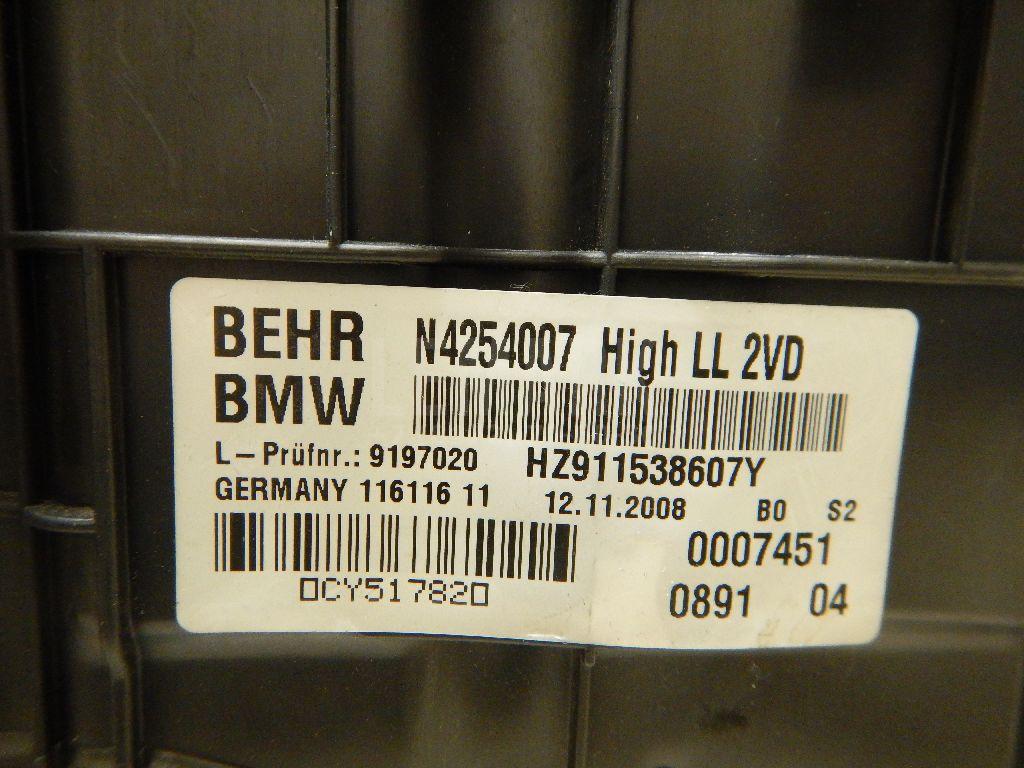 BEHR N4254007 High LL 2VD
BMW
L-Prüfnr.: 9197020 HZ911538607Y
GERMANY 116116 11 12.11.2008 B0 S2
0007451
0CY517820
0891 04